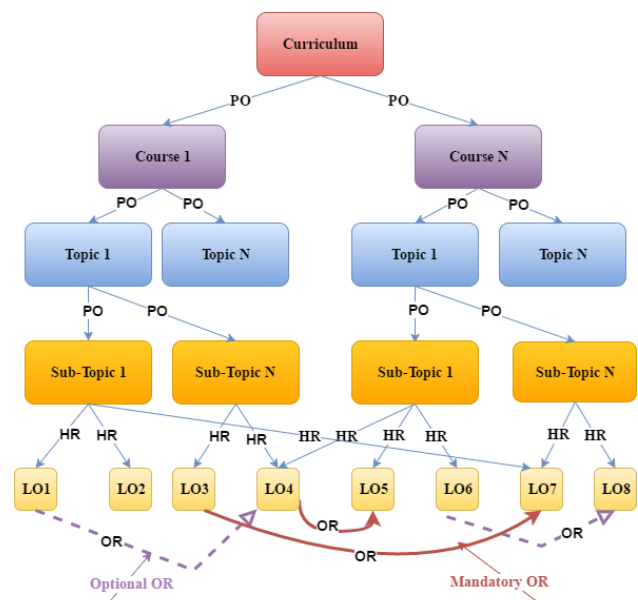 Curriculum
PO
PO
Course 1
Course N
PO
PO
PO
PO
Topic 1
Topic N
Topic 1
Topic N
PO
PO
PO
PO
Sub-Topic 1
Sub-Topic N
Sub-Topic 1
Sub-Topic N
HR
HR
HR
HR
HR
HR
HR
HR
HR
HR
LO1
LO2
LO3
LO4
LO5
LO6
LO7
LO8
OR
OR
OR
OR
Optional OR
Mandatory OR